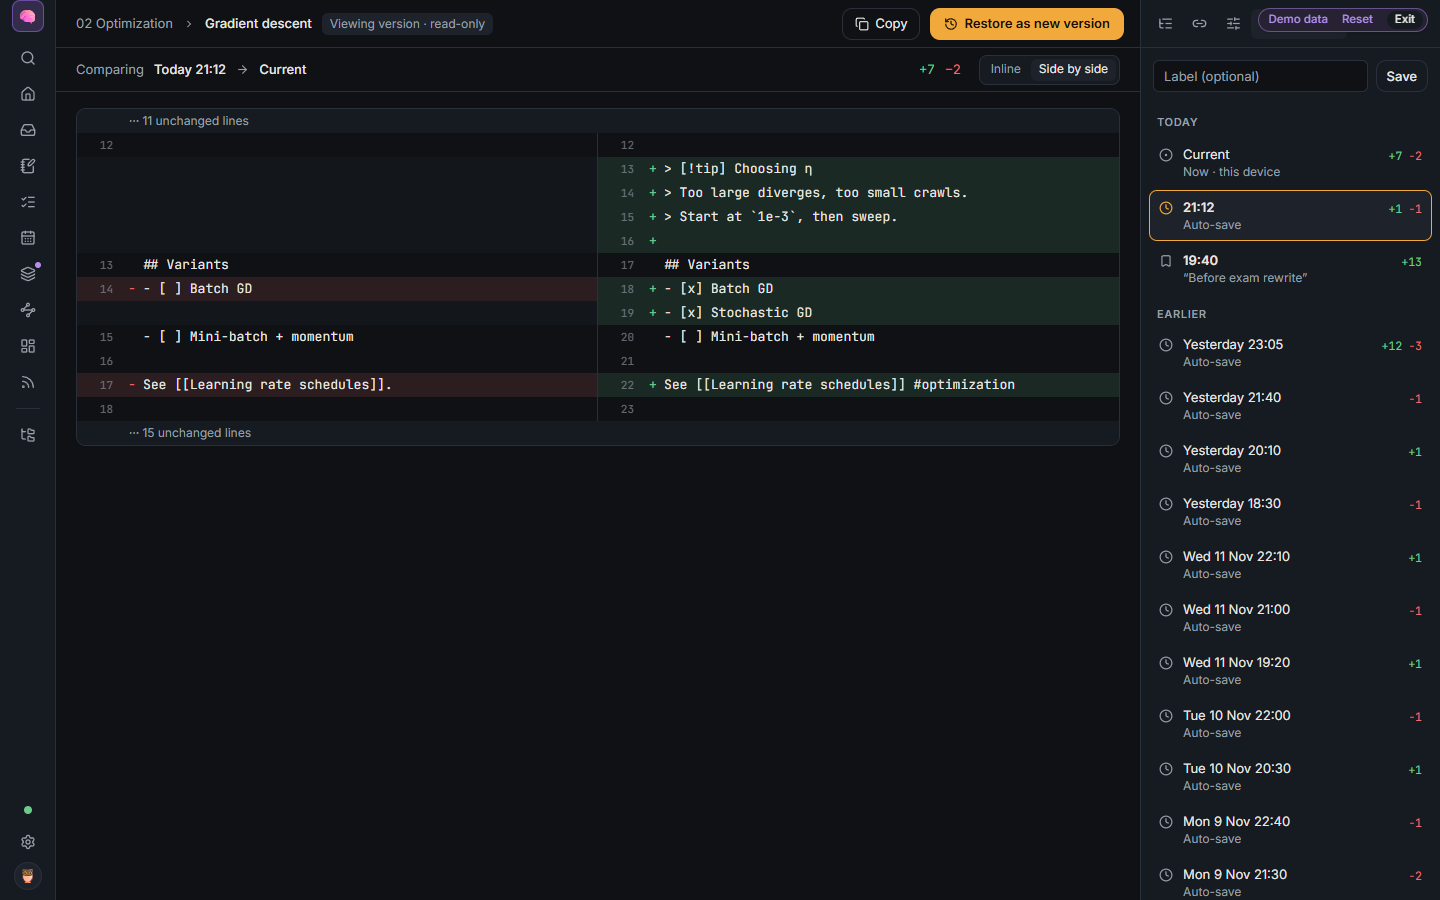 02 Optimization > Gradient descent Viewing version · read-only Copy Restore as new version
Demo data Reset Exit
Comparing Today 21:12 → Current +7 −2 Inline Side by side
Label (optional) Save
··· 11 unchanged lines
12 12
13 + > [!tip] Choosing η
14 + > Too large diverges, too small crawls.
15 + > Start at `1e-3`, then sweep.
16 +
13 ## Variants 17 ## Variants
14 - - [ ] Batch GD 18 + - [x] Batch GD
19 + - [x] Stochastic GD
15 - [ ] Mini-batch + momentum 20 - [ ] Mini-batch + momentum
16 21
17 - See [[Learning rate schedules]]. 22 + See [[Learning rate schedules]] #optimization
18 23
··· 15 unchanged lines
TODAY
Current +7 -2
Now · this device
21:12 +1 -1
Auto-save
19:40 +13
“Before exam rewrite”
EARLIER
Yesterday 23:05 +12 -3
Auto-save
Yesterday 21:40 -1
Auto-save
Yesterday 20:10 +1
Auto-save
Yesterday 18:30 -1
Auto-save
Wed 11 Nov 22:10 +1
Auto-save
Wed 11 Nov 21:00 -1
Auto-save
Wed 11 Nov 19:20 +1
Auto-save
Tue 10 Nov 22:00 -1
Auto-save
Tue 10 Nov 20:30 +1
Auto-save
Mon 9 Nov 22:40 -1
Auto-save
Mon 9 Nov 21:30 -2
Auto-save